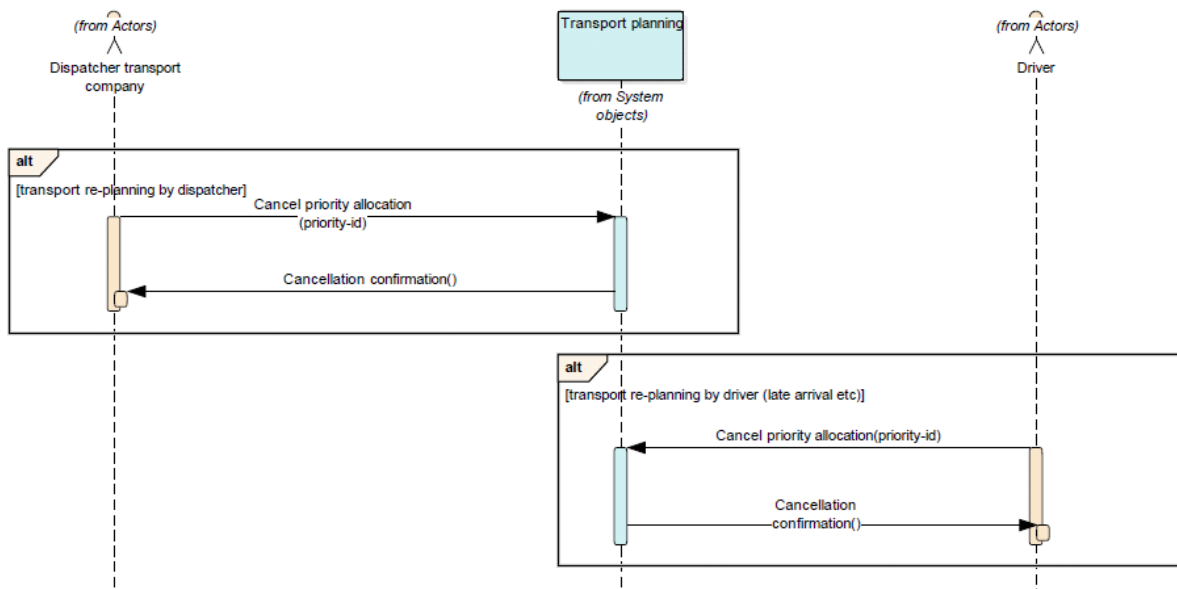 (from Actors)
Dispatcher transport
company
Transport planning
(from System
objects)
(from Actors)
Driver
alt
[transport re-planning by dispatcher]
Cancel priority allocation
(priority-id)
Cancellation confirmation()
alt
[transport re-planning by driver (late arrival etc)]
Cancel priority allocation(priority-id)
Cancellation
confirmation()